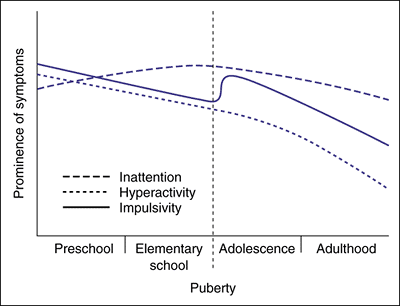 Prominence of symptoms
Inattention
Hyperactivity
Impulsivity
Preschool
Elementary
school
Adolescence
Adulthood
Puberty